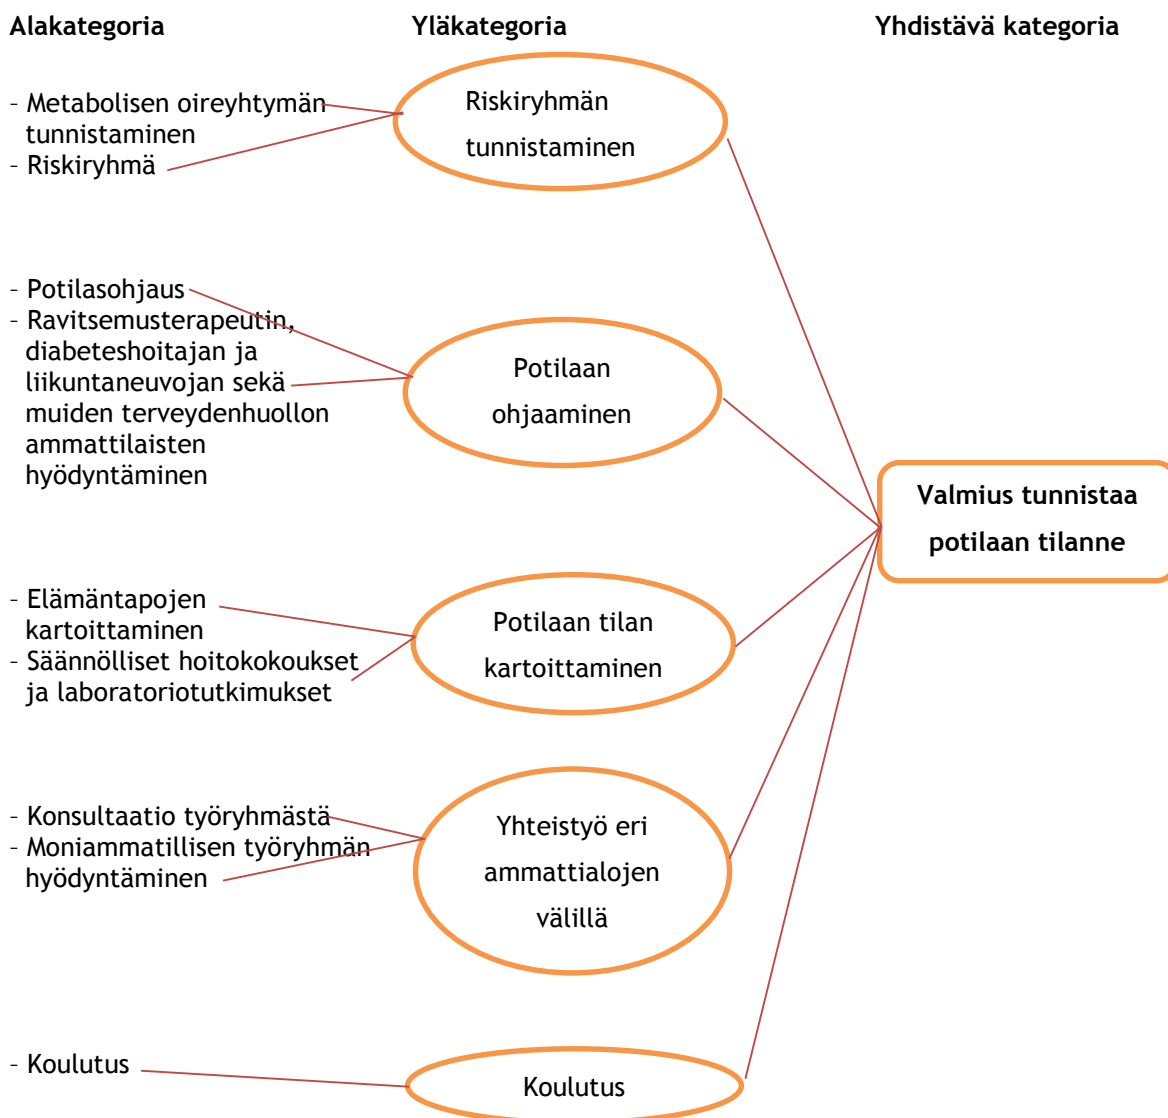 Alakategoria
Yläkategoria
Yhdistävä kategoria
– Metabolisen oireyhtymän
tunnistaminen
– Riskiryhmä
Riskiryhmän
tunnistaminen
– Potilasohjaus
– Ravitsemusterapeutin,
diabeteshoitajan ja
liikuntaneuvojan sekä
muiden terveydenhuollon
ammattilaisten
hyödyntäminen
Potilaan
ohjaaminen
– Elämäntapojen
kartoittaminen
– Säännölliset hoitokokoukset
ja laboratoriotutkimukset
Potilaan tilan
kartoittaminen
– Konsultaatio työryhmästä
– Moniammatillisen työryhmän
hyödyntäminen
Yhteistyö eri
ammattialojen
välillä
– Koulutus
Koulutus
Valmius tunnistaa
potilaan tilanne